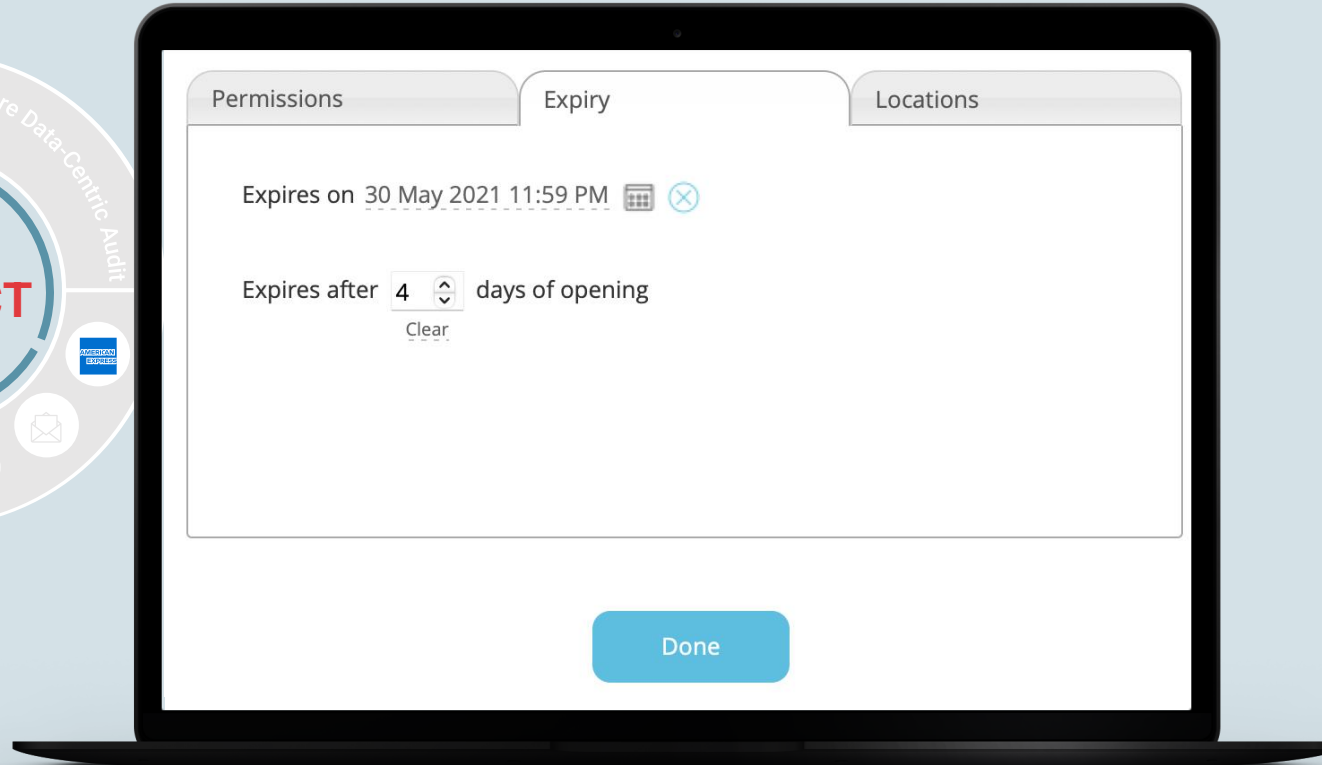 Permissions
Expiry
Locations
Expires on 30 May 2021 11:59 PM
Expires after 4 days of opening
Clear
Done
Data-Centric Audit
AMERICAN
EXPRESS